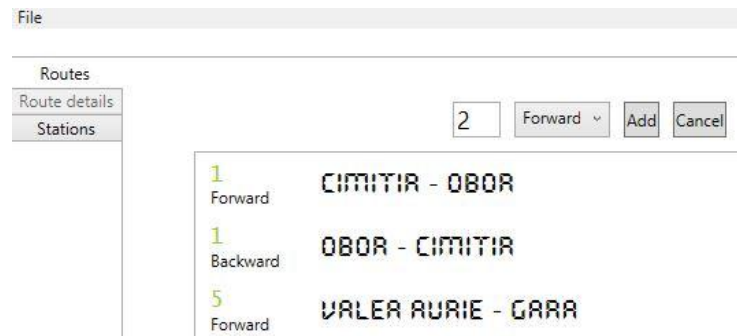 File
Routes
Route details
Stations
2 Forward Add Cancel
1 CIMITIR - OBOR
Forward
1 OBOR - CIMITIR
Backward
5 VALEA AURIE - GARA
Forward